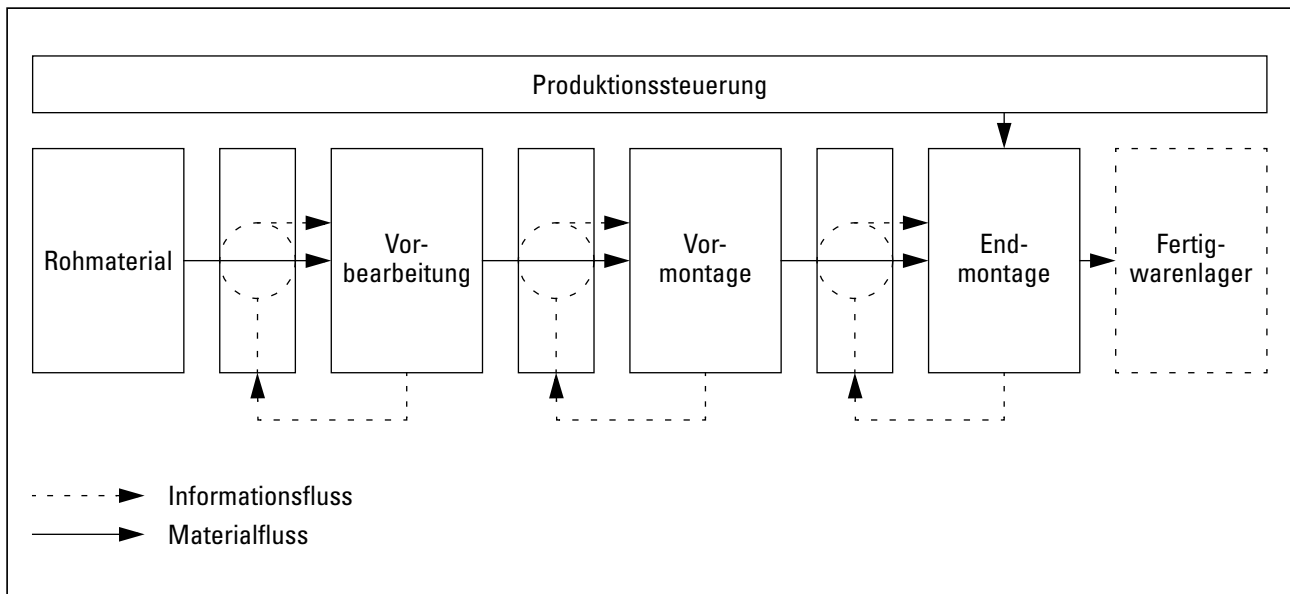 Produktionssteuerung
Rohmaterial
Vor-
bearbeitung
Vor-
montage
End-
montage
Fertig-
warenlager
Informationsfluss
Materialfluss